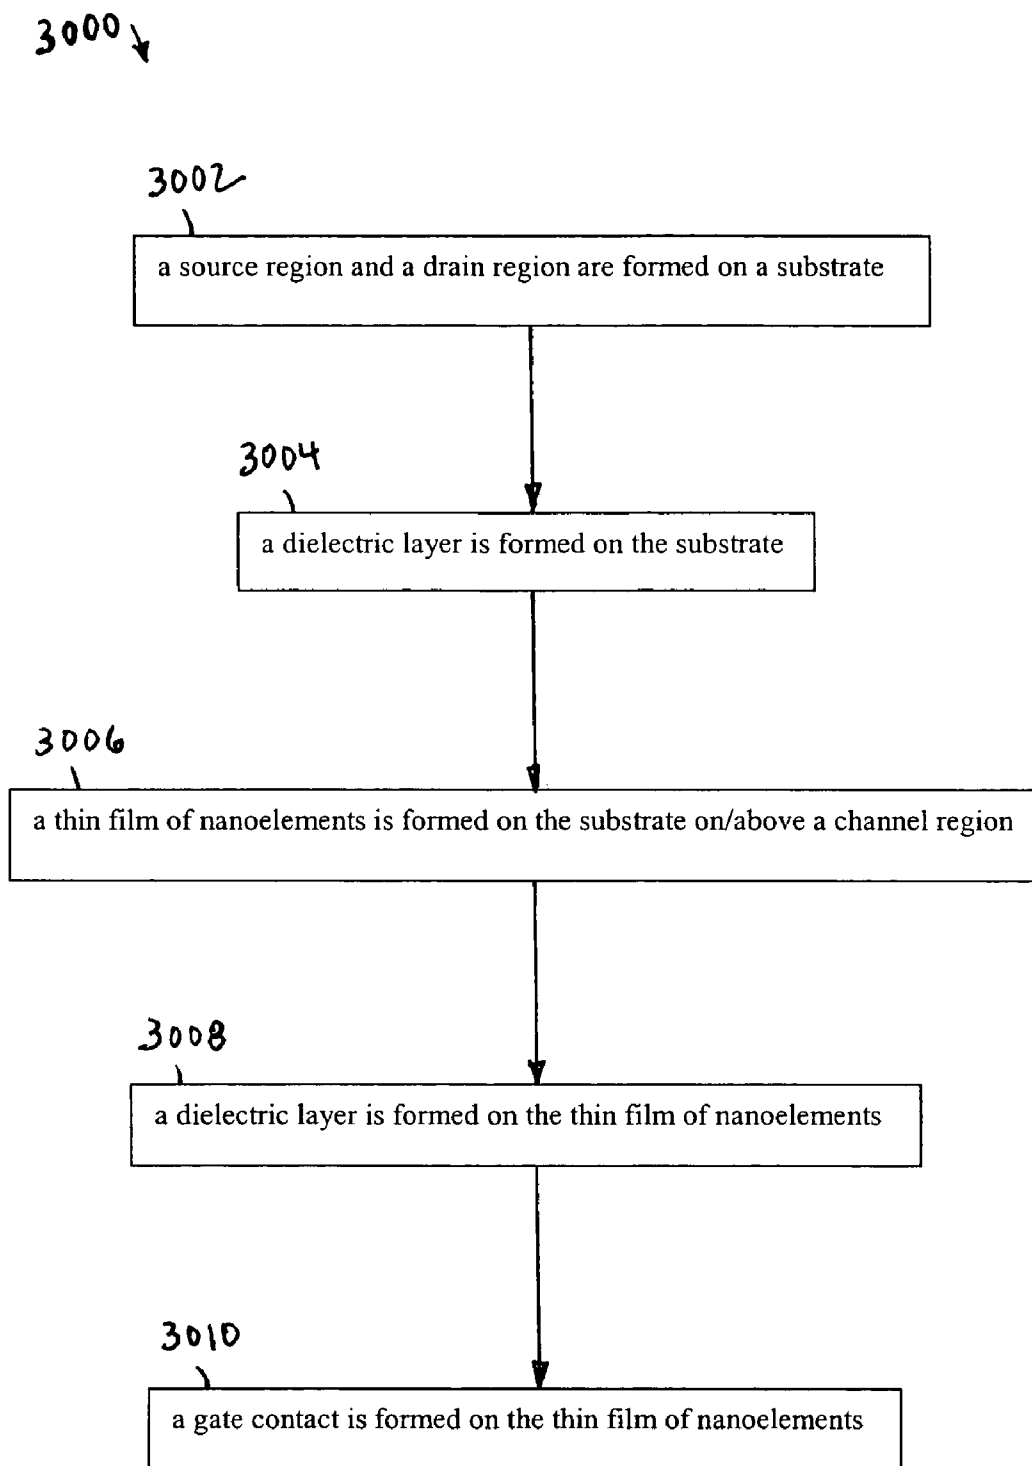 3000
3002
a source region and a drain region are formed on a substrate
3004
a dielectric layer is formed on the substrate
3006
a thin film of nanoelements is formed on the substrate on/above a channel region
3008
a dielectric layer is formed on the thin film of nanoelements
3010
a gate contact is formed on the thin film of nanoelements